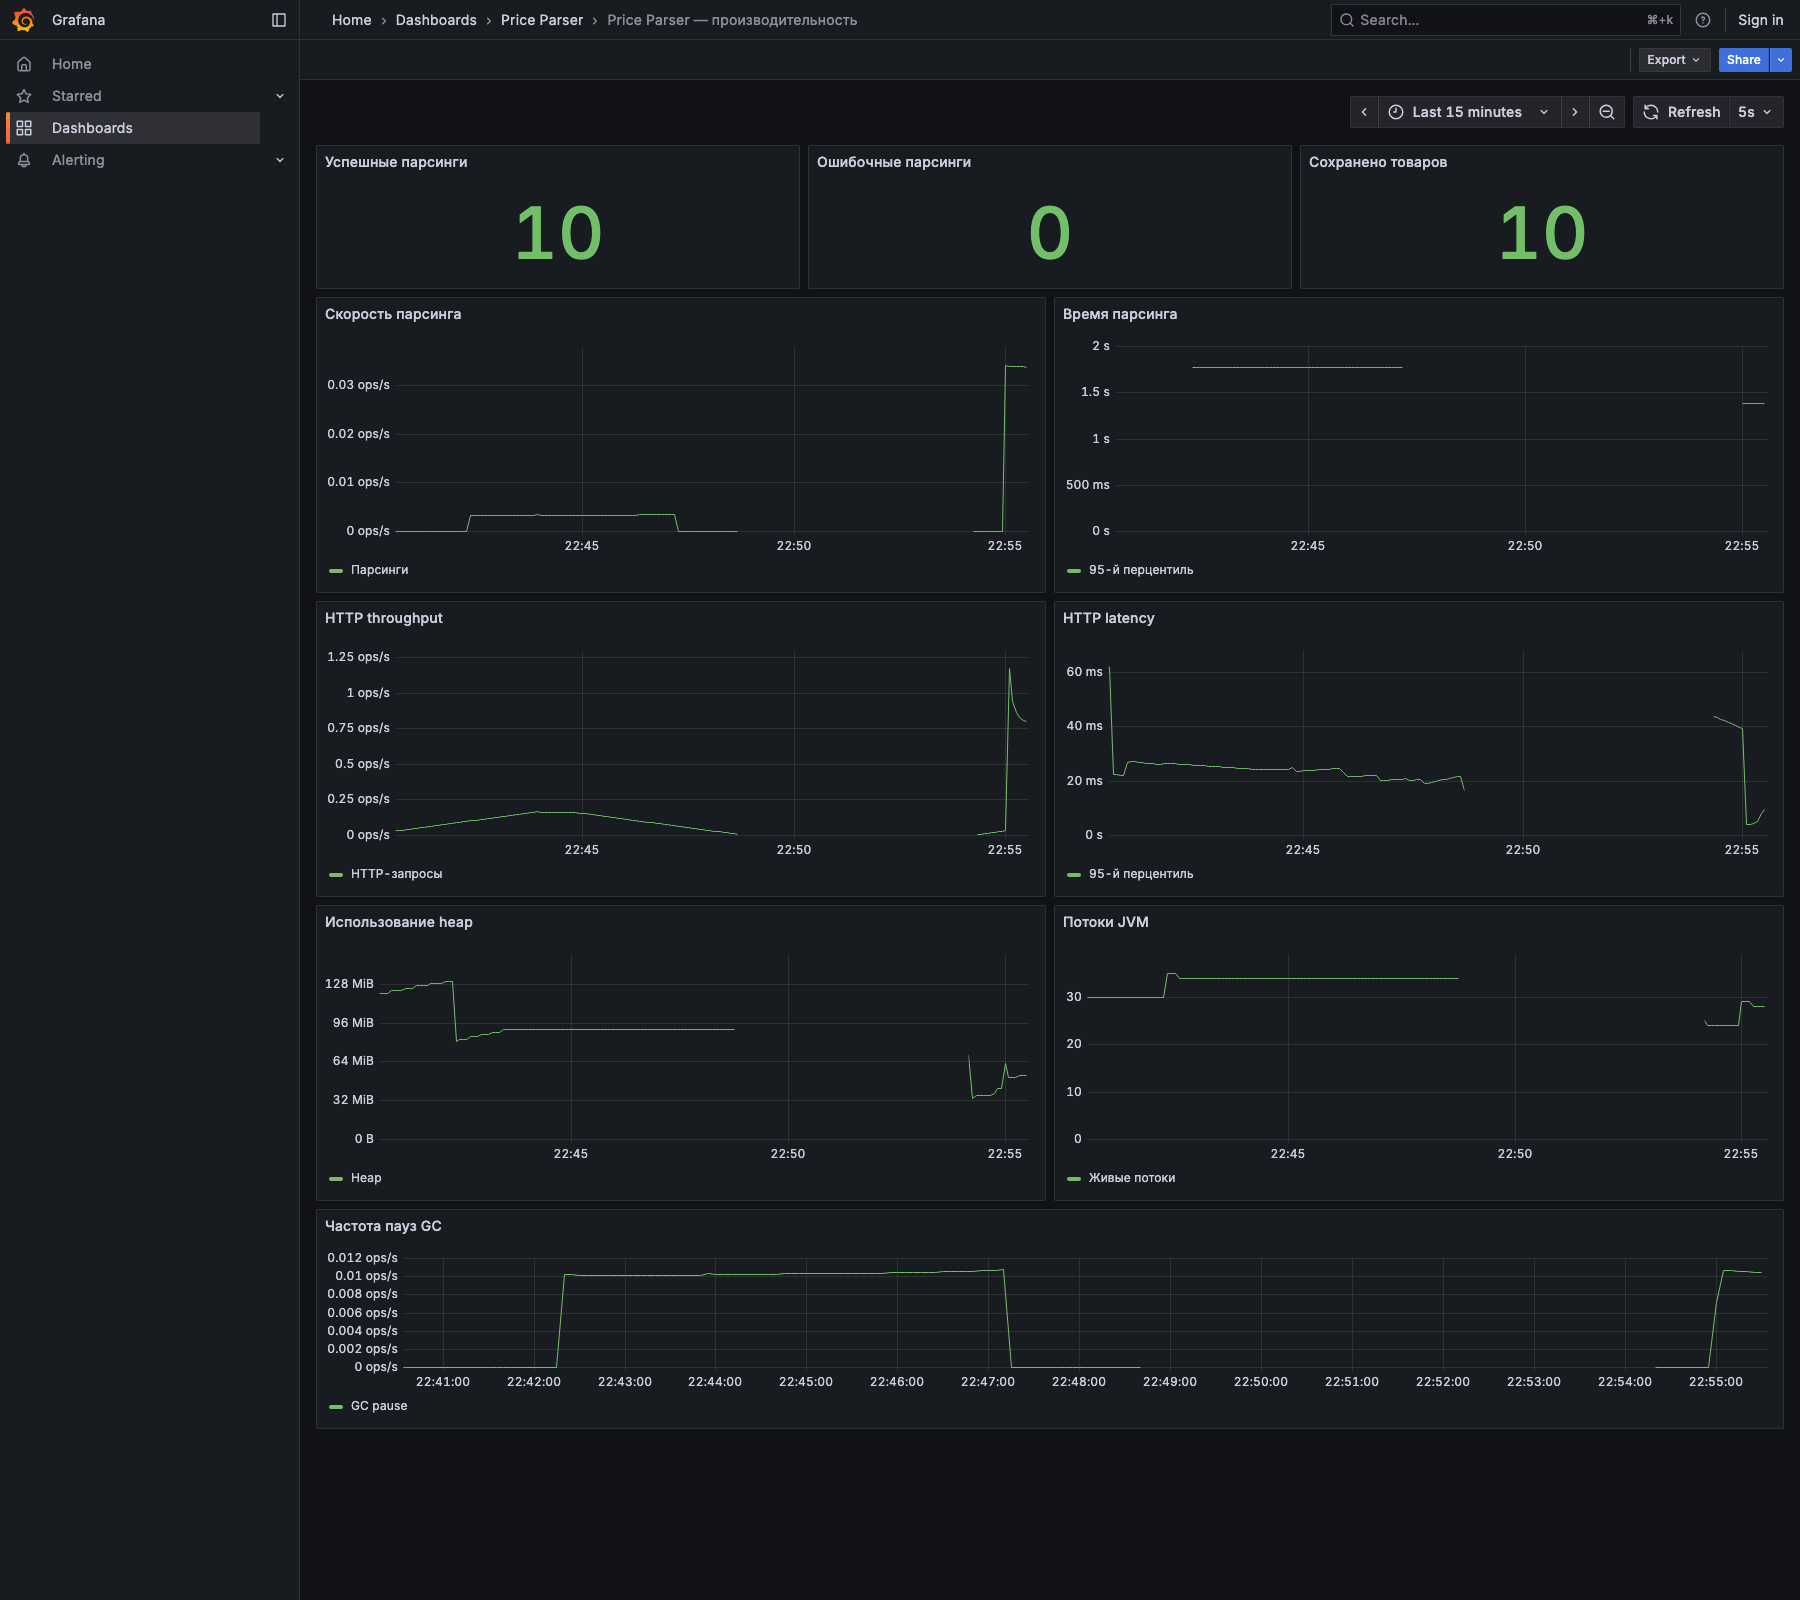 Grafana
Home › Dashboards › Price Parser › Price Parser — производительность
Search...
⌘+k
Sign in
Home
Starred
Dashboards
Alerting
Export
Share
Last 15 minutes
Refresh
5s
Успешные парсинги
10
Ошибочные парсинги
0
Сохранено товаров
10
Скорость парсинга
0.03 ops/s
0.02 ops/s
0.01 ops/s
0 ops/s
22:45 22:50 22:55
Парсинги
Время парсинга
2 s
1.5 s
1 s
500 ms
0 s
22:45 22:50 22:55
95-й перцентиль
HTTP throughput
1.25 ops/s
1 ops/s
0.75 ops/s
0.5 ops/s
0.25 ops/s
0 ops/s
22:45 22:50 22:55
HTTP-запросы
HTTP latency
60 ms
40 ms
20 ms
0 s
22:45 22:50 22:55
95-й перцентиль
Использование heap
128 MiB
96 MiB
64 MiB
32 MiB
0 B
22:45 22:50 22:55
Heap
Потоки JVM
30
20
10
0
22:45 22:50 22:55
Живые потоки
Частота пауз GC
0.012 ops/s
0.01 ops/s
0.008 ops/s
0.006 ops/s
0.004 ops/s
0.002 ops/s
0 ops/s
22:41:00 22:42:00 22:43:00 22:44:00 22:45:00 22:46:00 22:47:00 22:48:00 22:49:00 22:50:00 22:51:00 22:52:00 22:53:00 22:54:00 22:55:00
GC pause